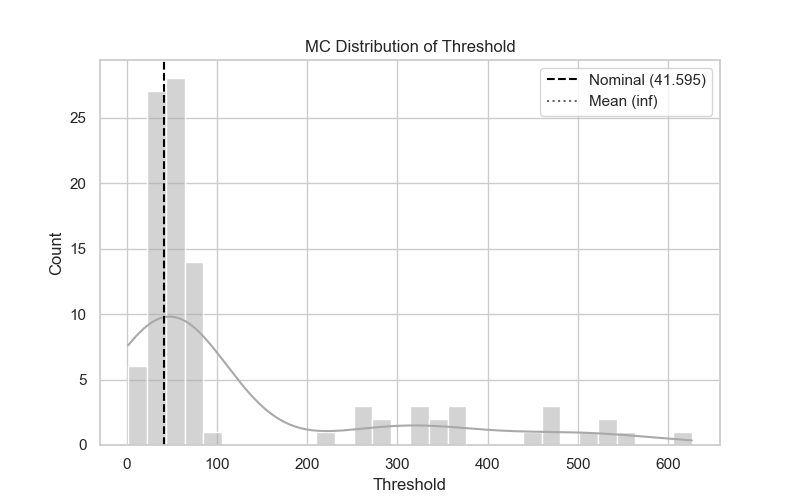 MC Distribution of Threshold
Nominal (41.595)
Mean (inf)
Count
25
20
15
10
5
0
0 100 200 300 400 500 600
Threshold